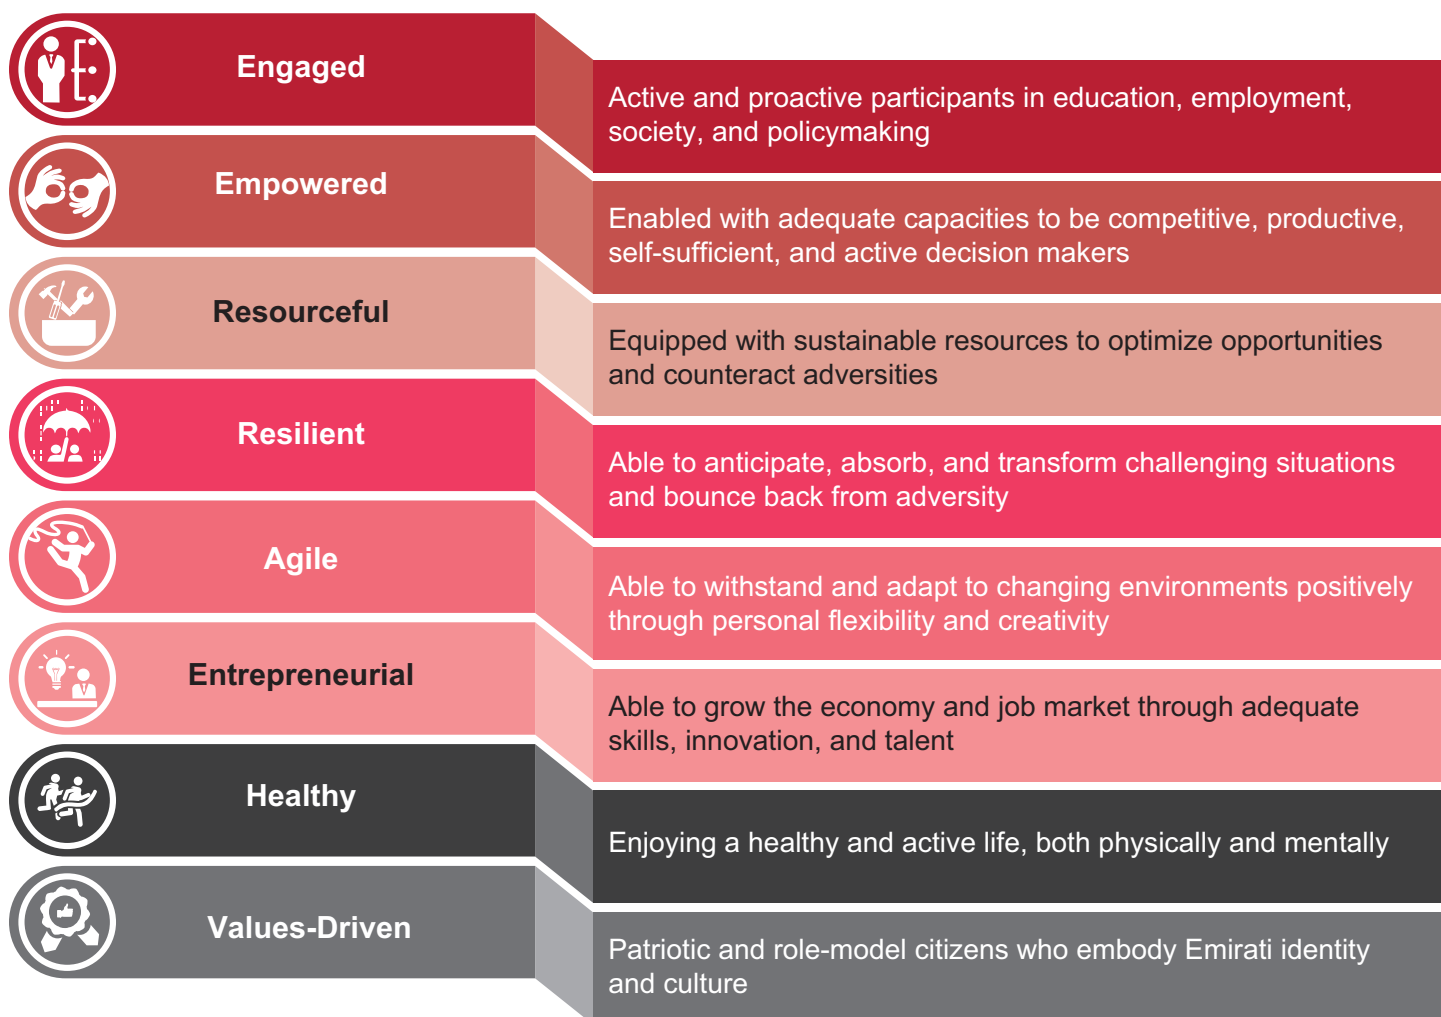 Engaged
Active and proactive participants in education, employment,
society, and policymaking
Empowered
Enabled with adequate capacities to be competitive, productive,
self-sufficient, and active decision makers
Resourceful
Equipped with sustainable resources to optimize opportunities
and counteract adversities
Resilient
Able to anticipate, absorb, and transform challenging situations
and bounce back from adversity
Agile
Able to withstand and adapt to changing environments positively
through personal flexibility and creativity
Entrepreneurial
Able to grow the economy and job market through adequate
skills, innovation, and talent
Healthy
Enjoying a healthy and active life, both physically and mentally
Values-Driven
Patriotic and role-model citizens who embody Emirati identity
and culture